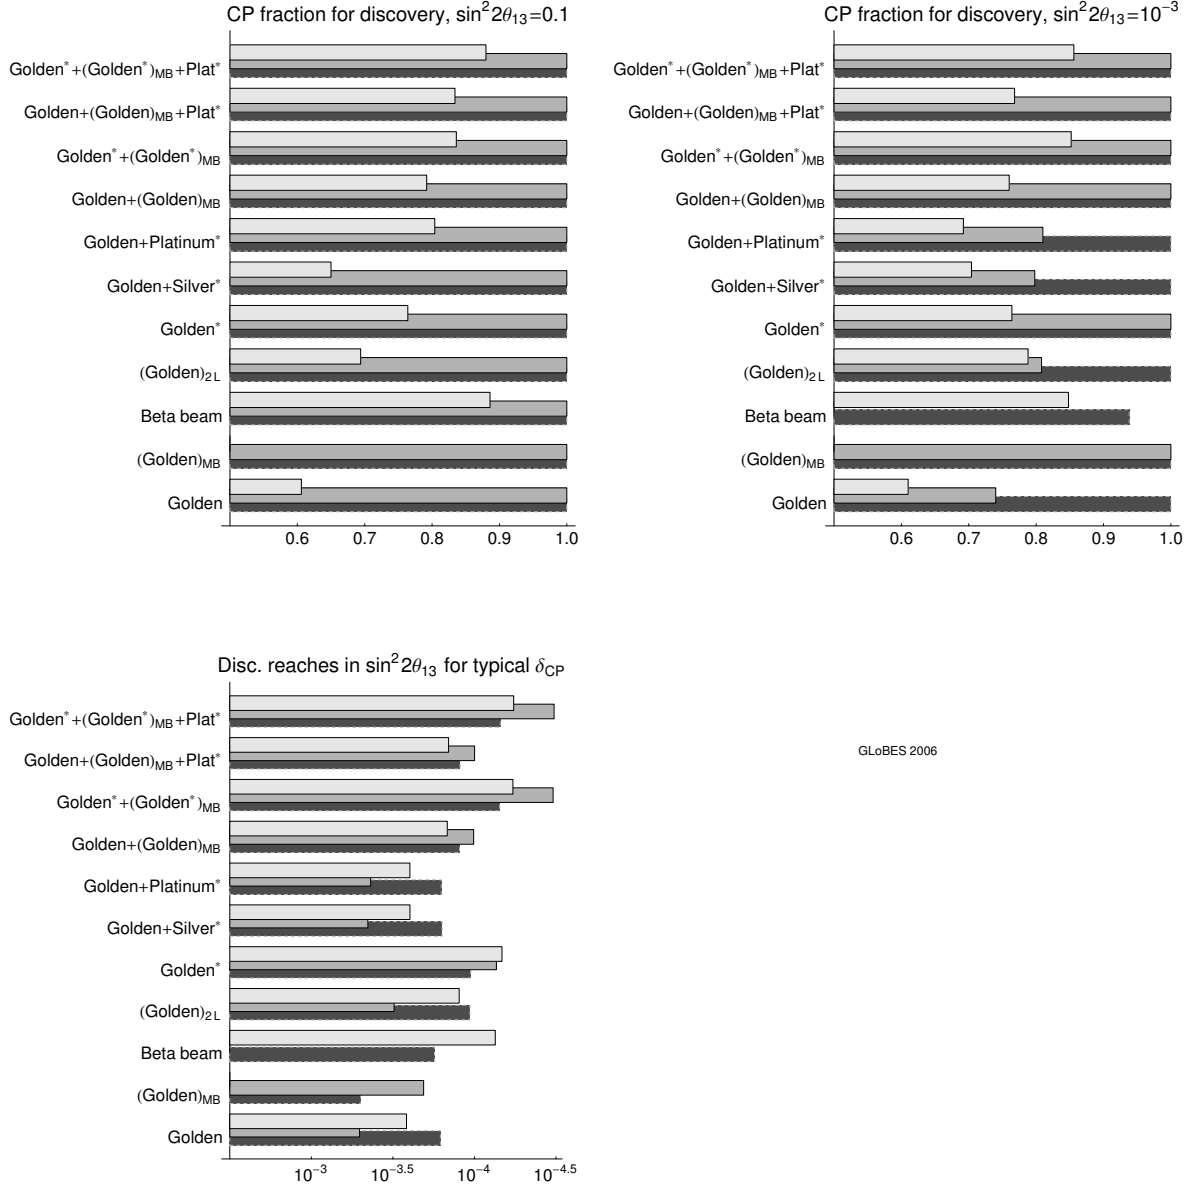 CP fraction for discovery, sin²2θ₁₃=0.1
Golden*+(Golden*)MB+Plat*
Golden+(Golden)MB+Plat*
Golden*+(Golden*)MB
Golden+(Golden)MB
Golden+Platinum*
Golden+Silver*
Golden*
(Golden)2L
Beta beam
(Golden)MB
Golden
0.6 0.7 0.8 0.9 1.0
CP fraction for discovery, sin²2θ₁₃=10⁻³
Golden*+(Golden*)MB+Plat*
Golden+(Golden)MB+Plat*
Golden*+(Golden*)MB
Golden+(Golden)MB
Golden+Platinum*
Golden+Silver*
Golden*
(Golden)2L
Beta beam
(Golden)MB
Golden
0.6 0.7 0.8 0.9 1.0
Disc. reaches in sin²2θ₁₃ for typical δCP
Golden*+(Golden*)MB+Plat*
Golden+(Golden)MB+Plat*
Golden*+(Golden*)MB
Golden+(Golden)MB
Golden+Platinum*
Golden+Silver*
Golden*
(Golden)2L
Beta beam
(Golden)MB
Golden
10^-3 10^-3.5 10^-4 10^-4.5
GLoBES 2006